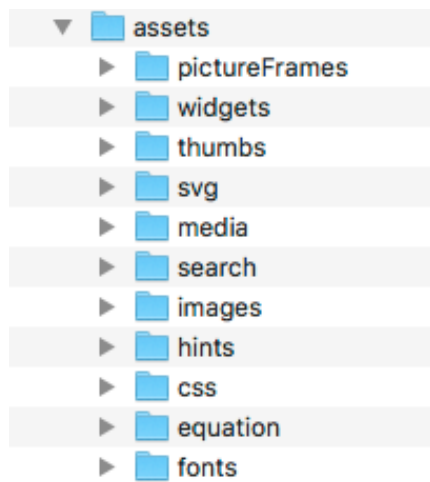 assets
pictureFrames
widgets
thumbs
svg
media
search
images
hints
css
equation
fonts